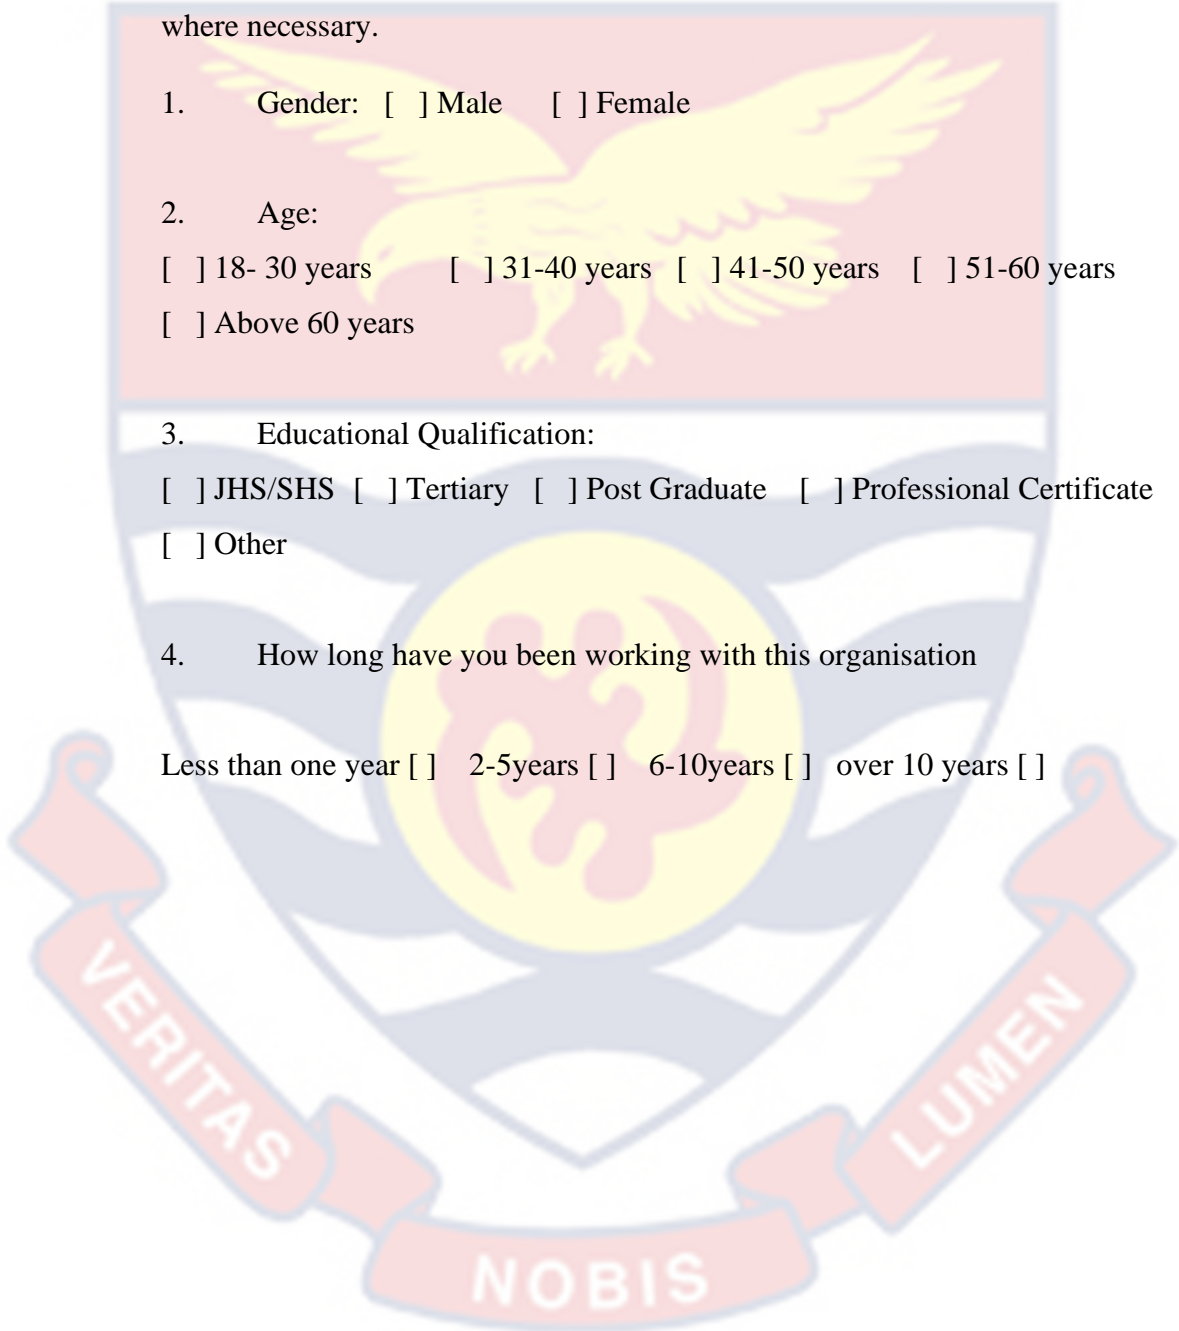 where necessary.
1. Gender: [ ] Male [ ] Female
2. Age:
[ ] 18- 30 years [ ] 31-40 years [ ] 41-50 years [ ] 51-60 years
[ ] Above 60 years
3. Educational Qualification:
[ ] JHS/SHS [ ] Tertiary [ ] Post Graduate [ ] Professional Certificate
[ ] Other
4. How long have you been working with this organisation
Less than one year [ ] 2-5years [ ] 6-10years [ ] over 10 years [ ]
VERITAS
NOBIS
LUMEN